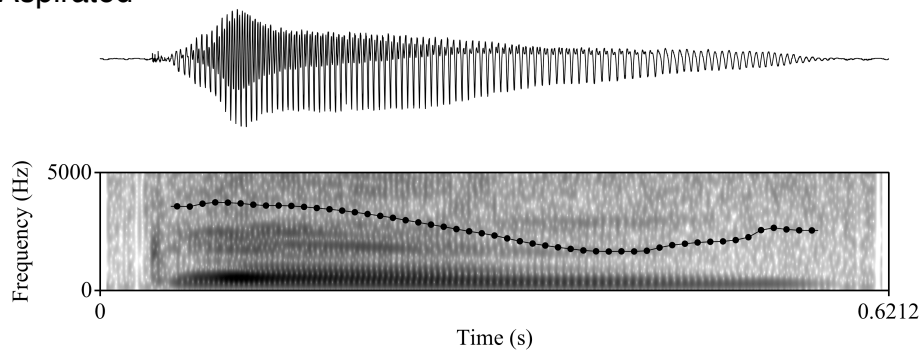 Aspirated
5000
Frequency (Hz)
0
0
0.6212
Time (s)